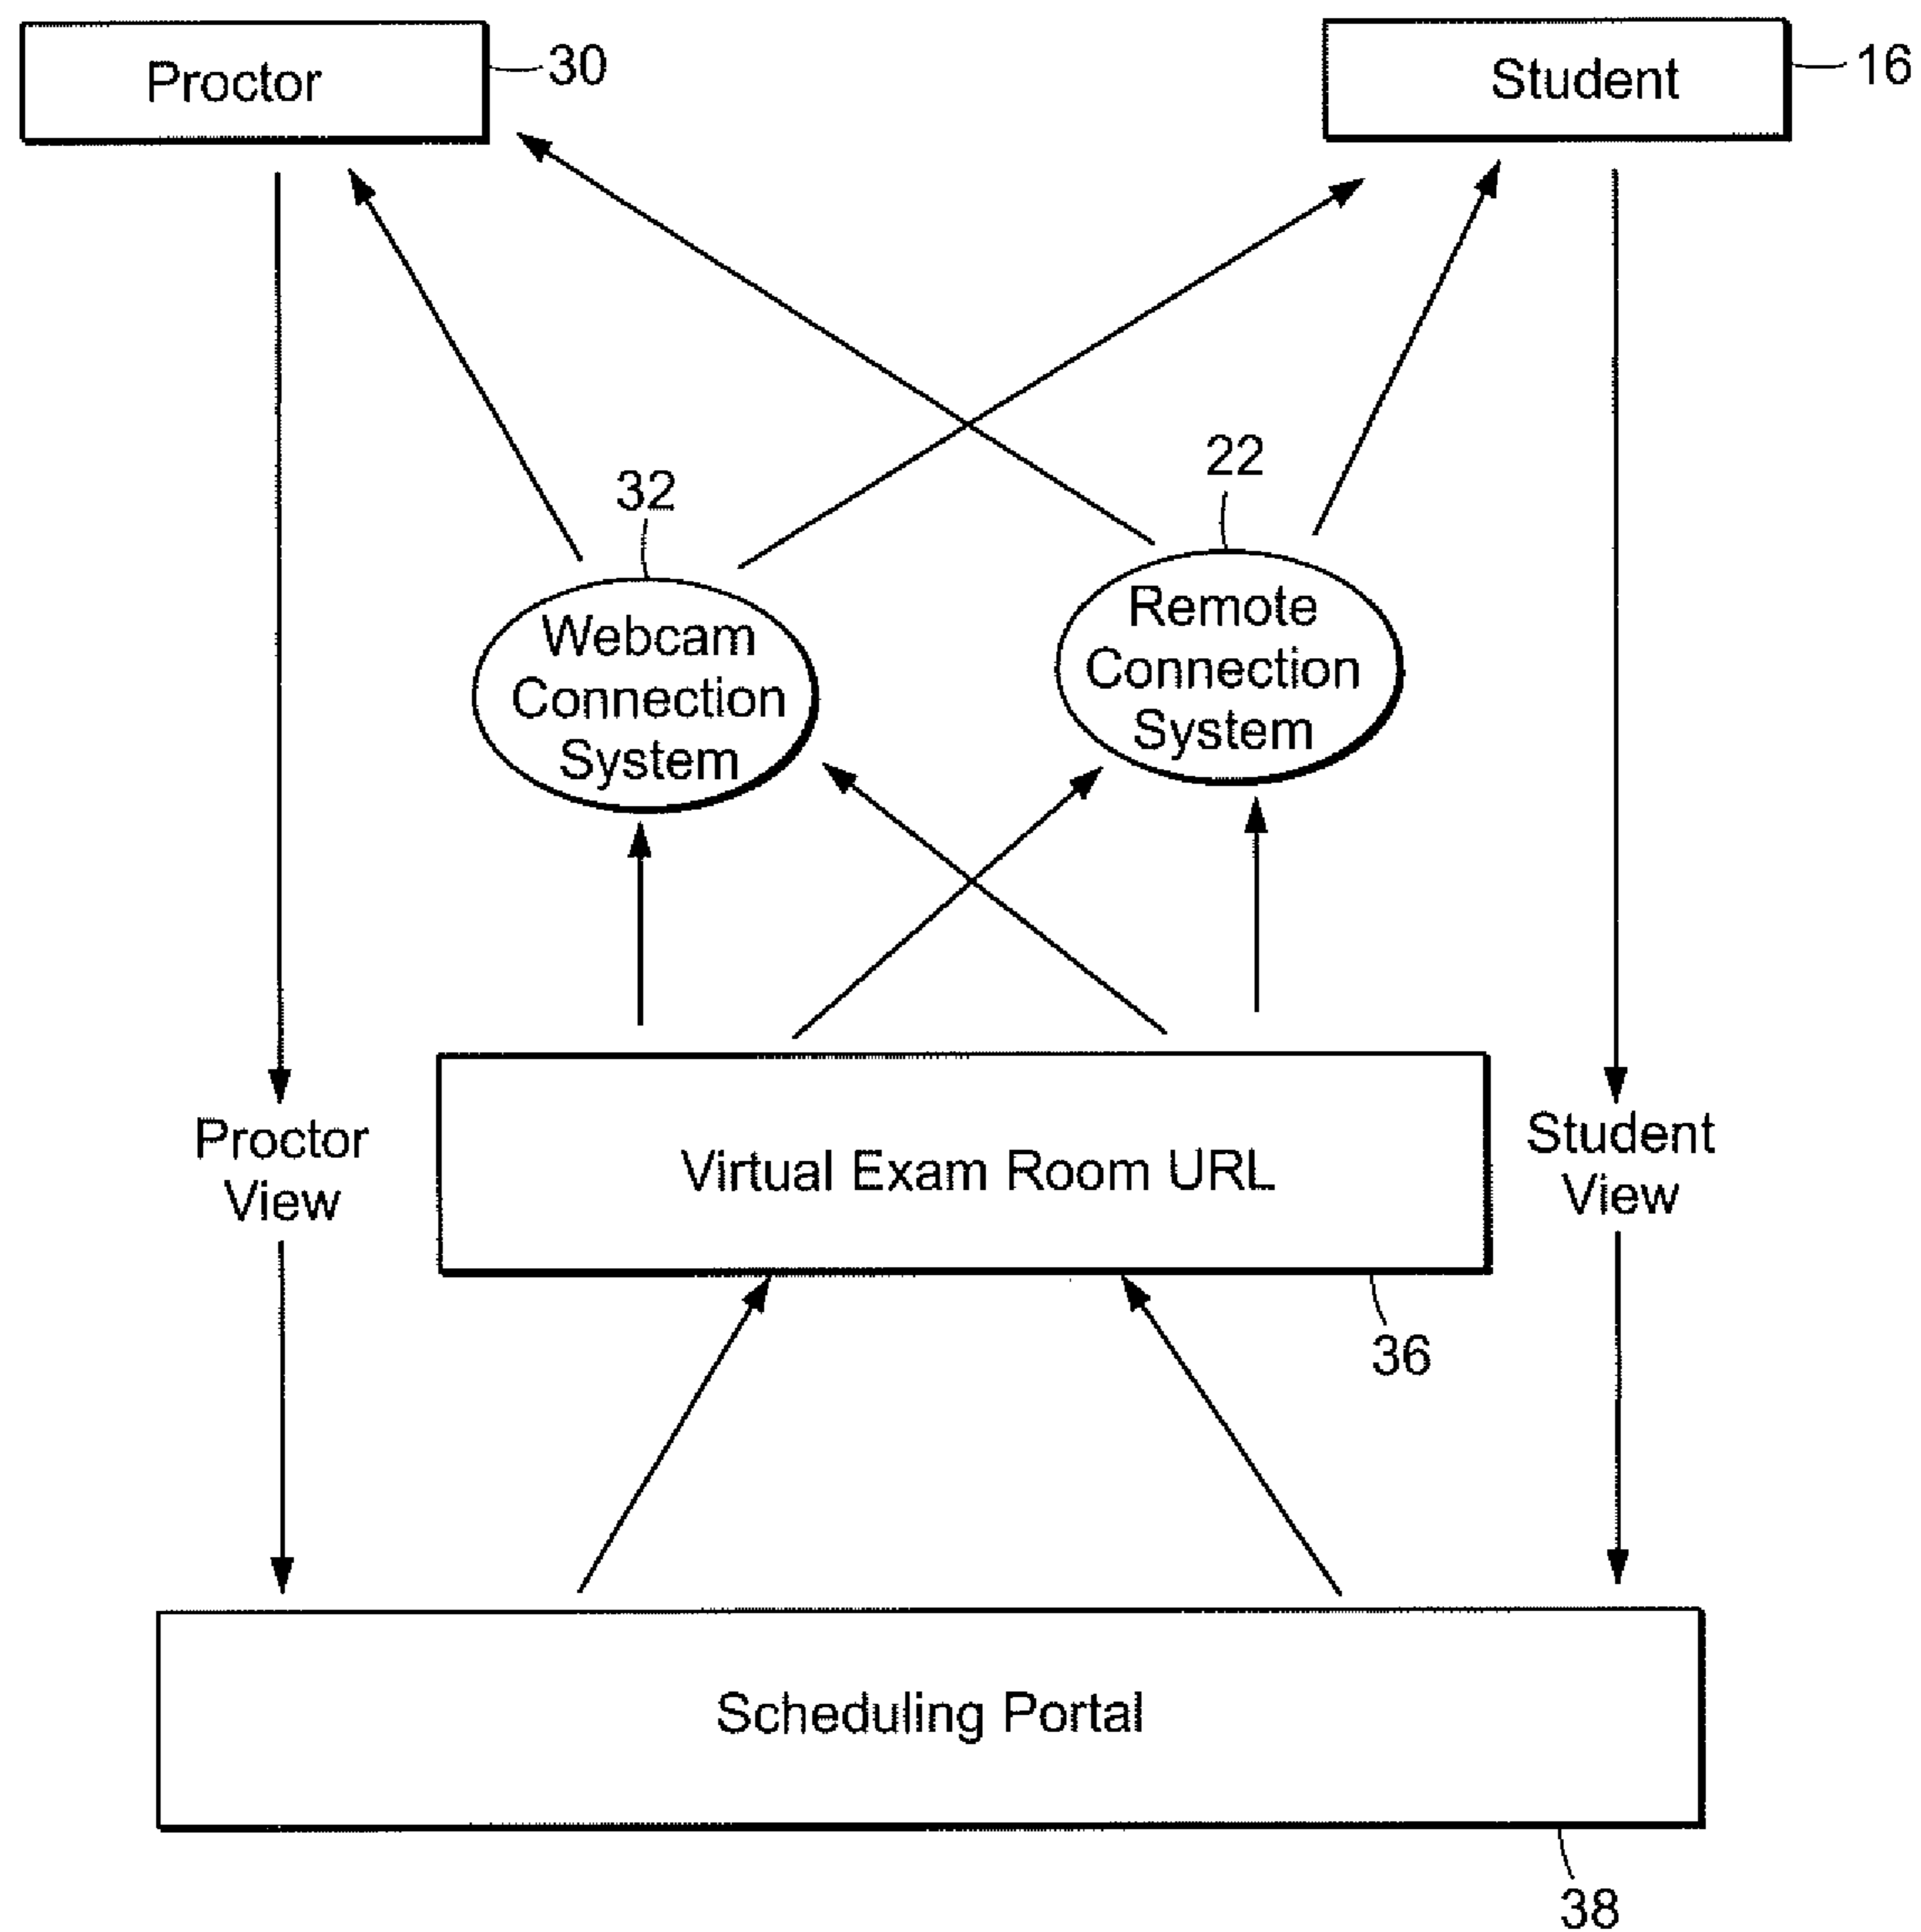 Proctor
30
Student
16
32
22
Webcam
Connection
System
Remote
Connection
System
Proctor
View
Virtual Exam Room URL
Student
View
36
Scheduling Portal
38